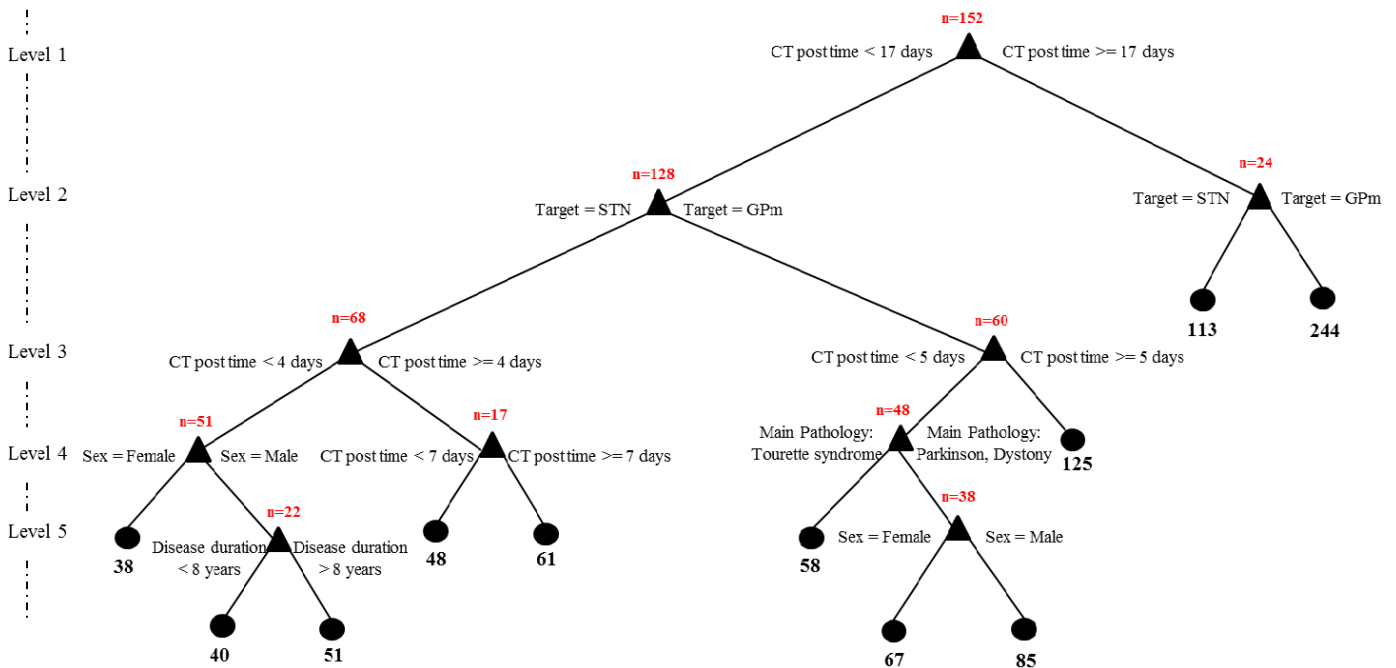 n=152
Level 1
CT post time < 17 days
CT post time >= 17 days
n=128
n=24
Level 2
Target = STN
Target = GPm
Target = STN
Target = GPm
113
244
n=68
n=60
Level 3
CT post time < 4 days
CT post time >= 4 days
CT post time < 5 days
CT post time >= 5 days
n=51
n=17
n=48
Level 4
Sex = Female
Sex = Male
CT post time < 7 days
CT post time >= 7 days
Main Pathology:
Tourette syndrome
Main Pathology:
Parkinson, Dystony
125
n=22
n=38
Level 5
38
Disease duration
< 8 years
Disease duration
> 8 years
48
61
58
Sex = Female
Sex = Male
40
51
67
85